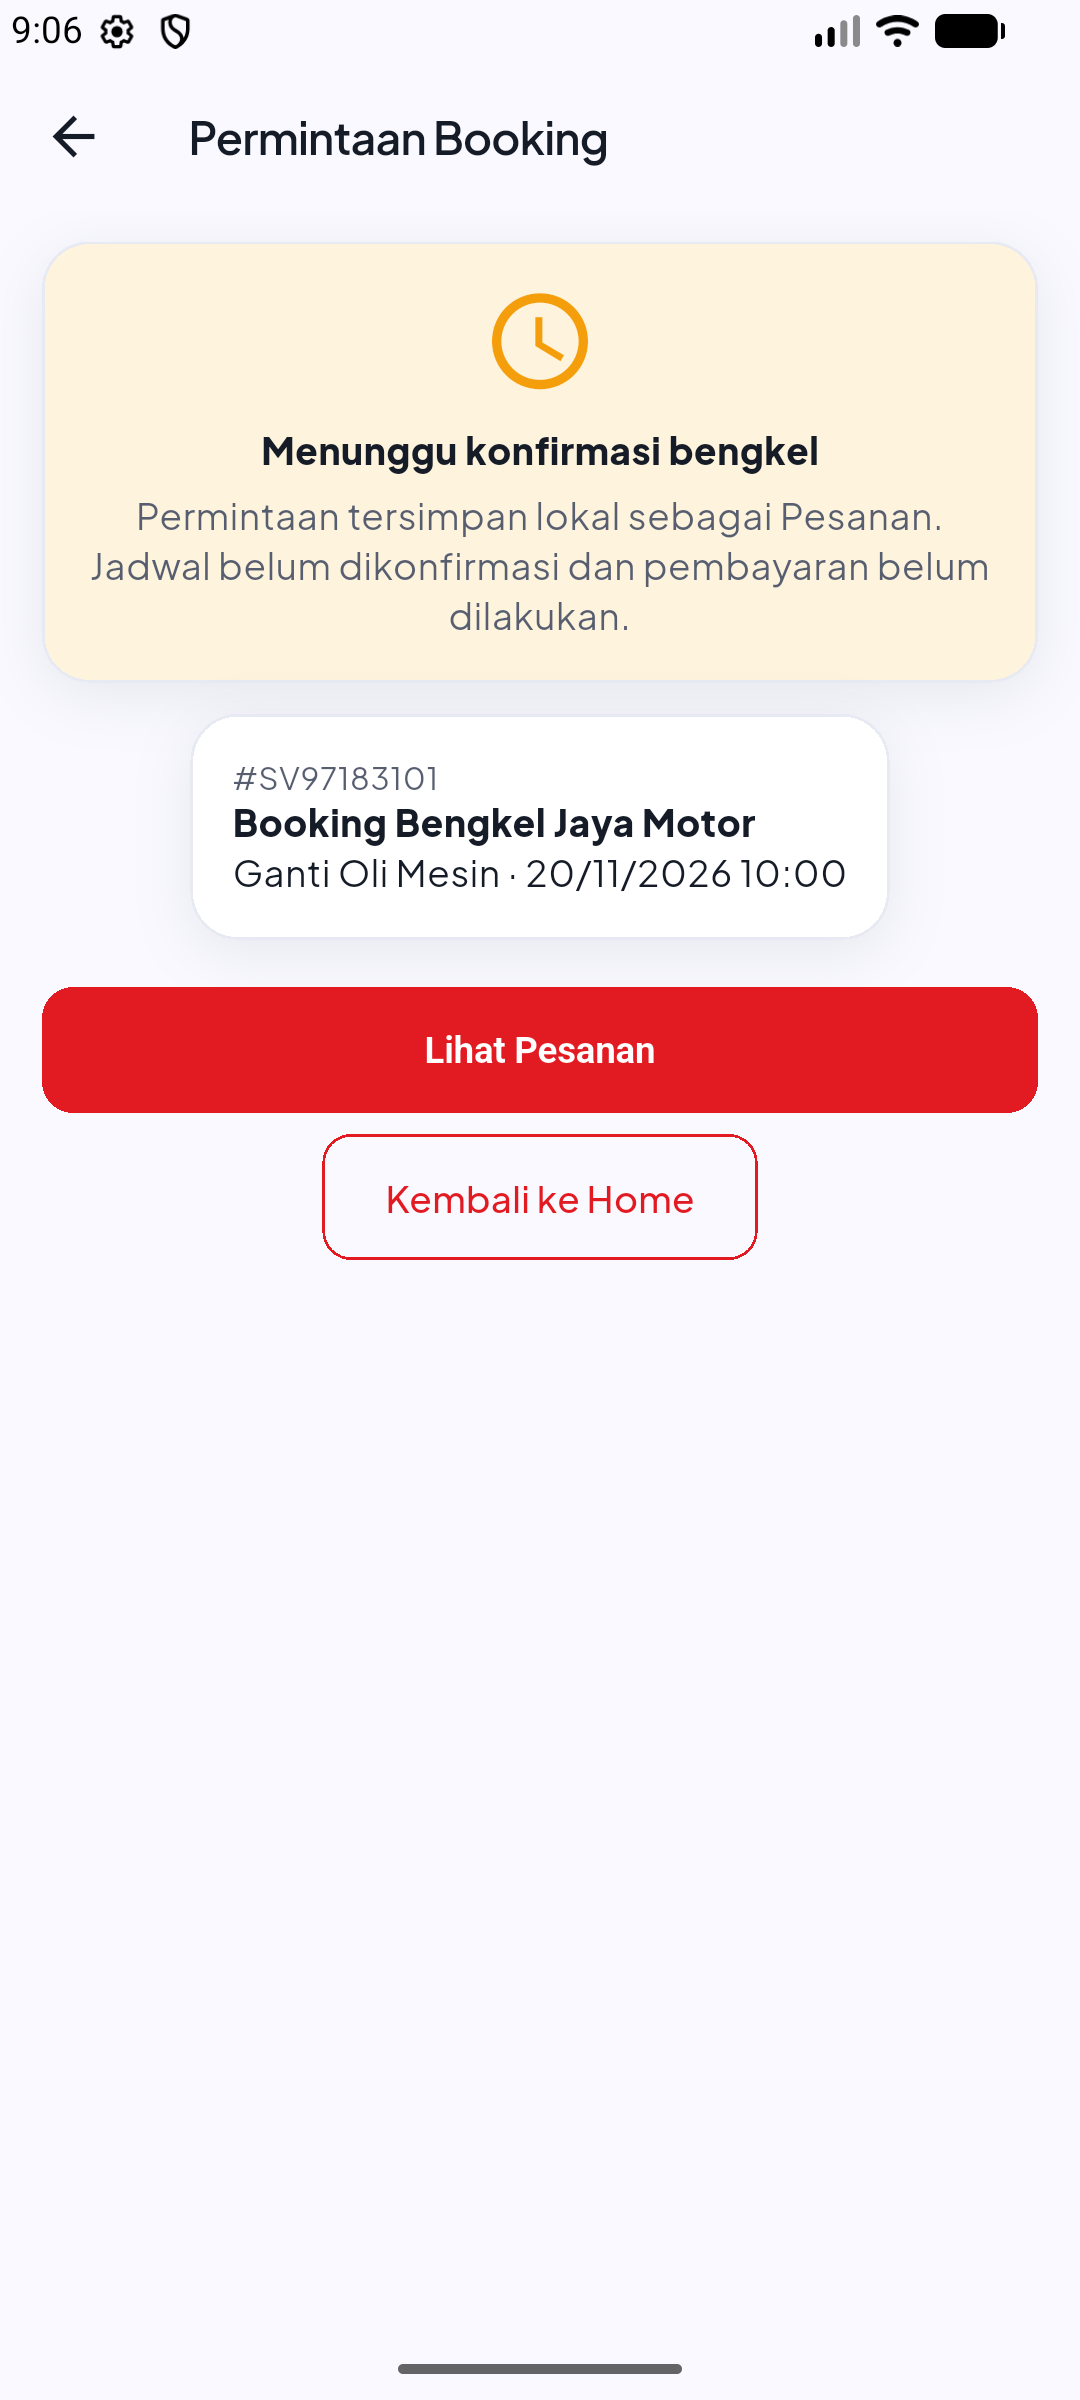 9:06
Permintaan Booking
Menunggu konfirmasi bengkel
Permintaan tersimpan lokal sebagai Pesanan.
Jadwal belum dikonfirmasi dan pembayaran belum
dilakukan.
#SV97183101
Booking Bengkel Jaya Motor
Ganti Oli Mesin · 20/11/2026 10:00
Lihat Pesanan
Kembali ke Home